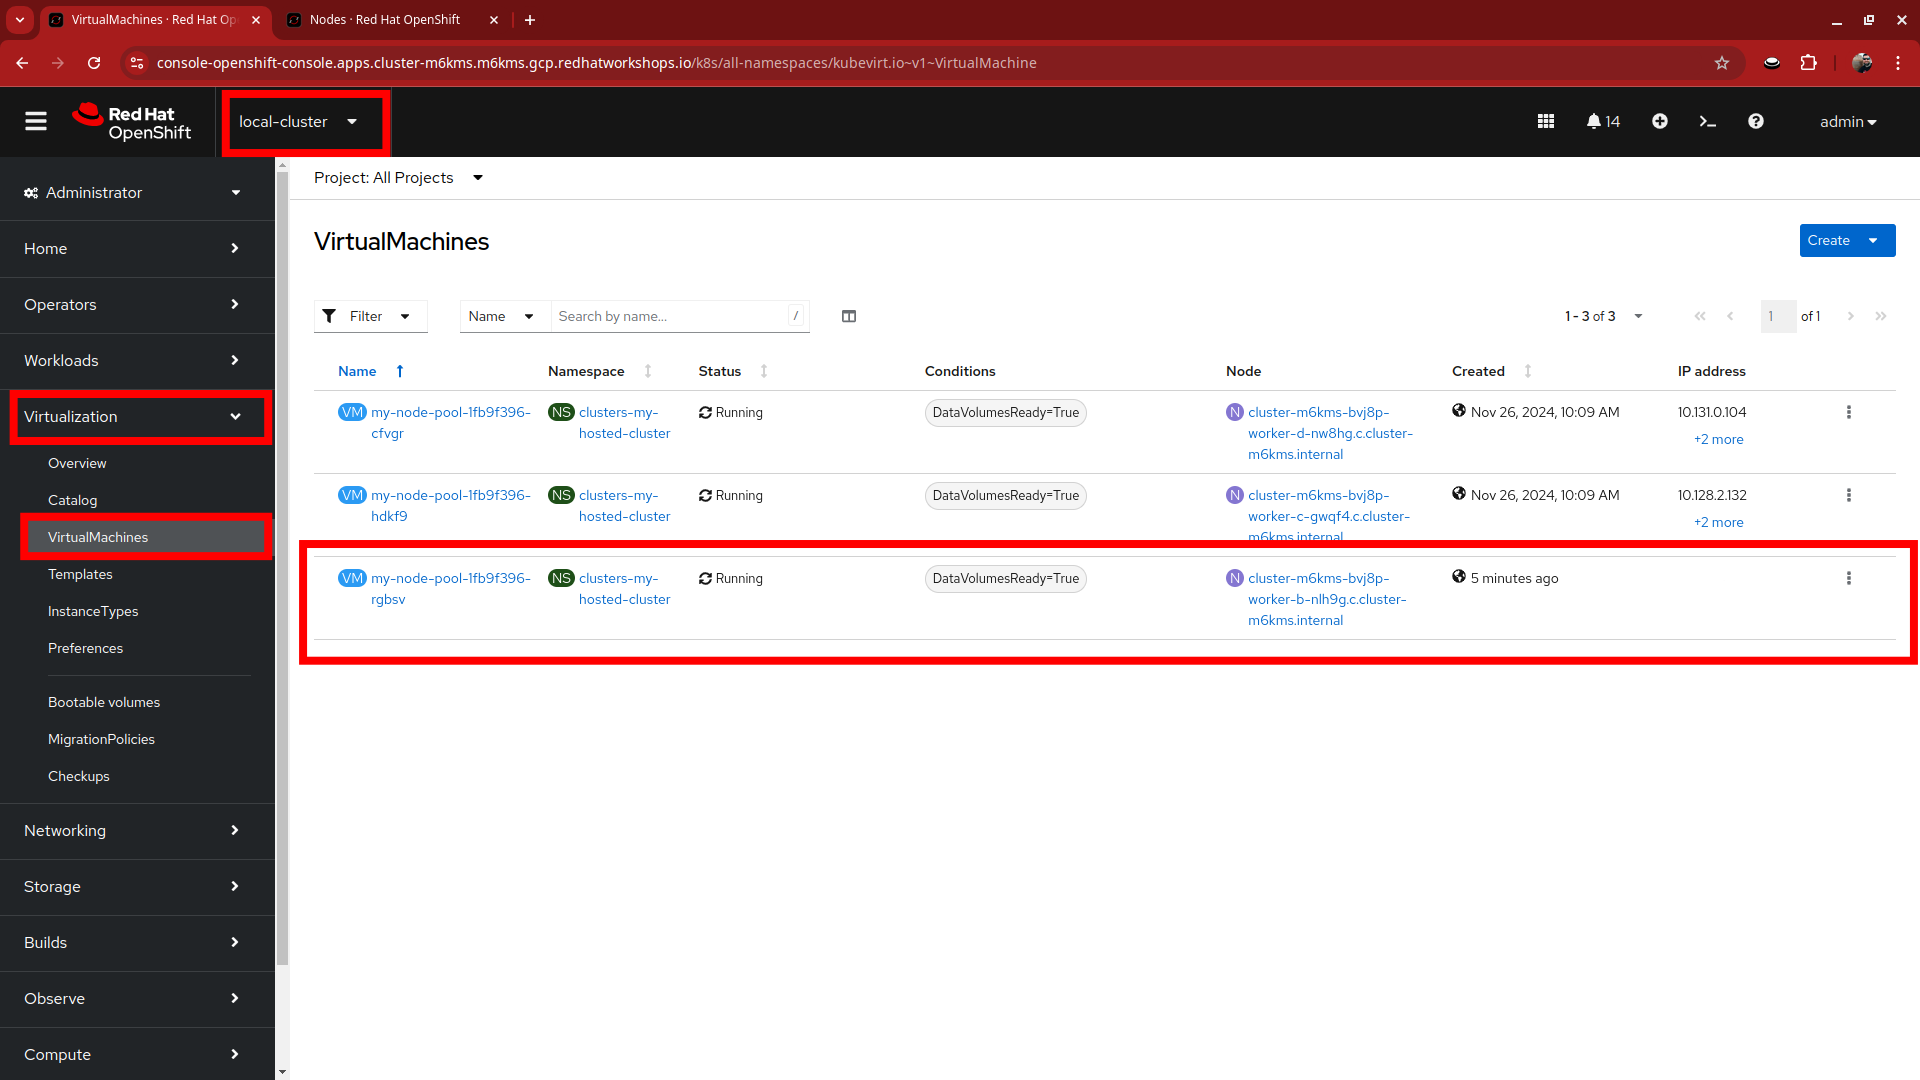 VirtualMachines · Red Hat Op
Nodes · Red Hat OpenShift
console-openshift-console.apps.cluster-m6kms.m6kms.gcp.redhatworkshops.io/k8s/all-namespaces/kubevirt.io~v1~VirtualMachine
Red Hat
OpenShift
local-cluster
14
admin
Administrator
Home
Operators
Workloads
Virtualization
Overview
Catalog
VirtualMachines
Templates
InstanceTypes
Preferences
Bootable volumes
MigrationPolicies
Checkups
Networking
Storage
Builds
Observe
Compute
Project: All Projects
VirtualMachines
Create
Filter
Name
Search by name...
/
1 - 3 of 3
1
of 1
Name Namespace Status Conditions Node Created IP address
VM my-node-pool-1fb9f396- NS clusters-my- Running DataVolumesReady=True N cluster-m6kms-bvj8p- Nov 26, 2024, 10:09 AM 10.131.0.104
cfvgr hosted-cluster worker-d-nw8hg.c.cluster- +2 more
m6kms.internal
VM my-node-pool-1fb9f396- NS clusters-my- Running DataVolumesReady=True N cluster-m6kms-bvj8p- Nov 26, 2024, 10:09 AM 10.128.2.132
hdkf9 hosted-cluster worker-c-gwqf4.c.cluster- +2 more
m6kms.internal
VM my-node-pool-1fb9f396- NS clusters-my- Running DataVolumesReady=True N cluster-m6kms-bvj8p- 5 minutes ago
rgbsv hosted-cluster worker-b-nlh9g.c.cluster-
m6kms.internal